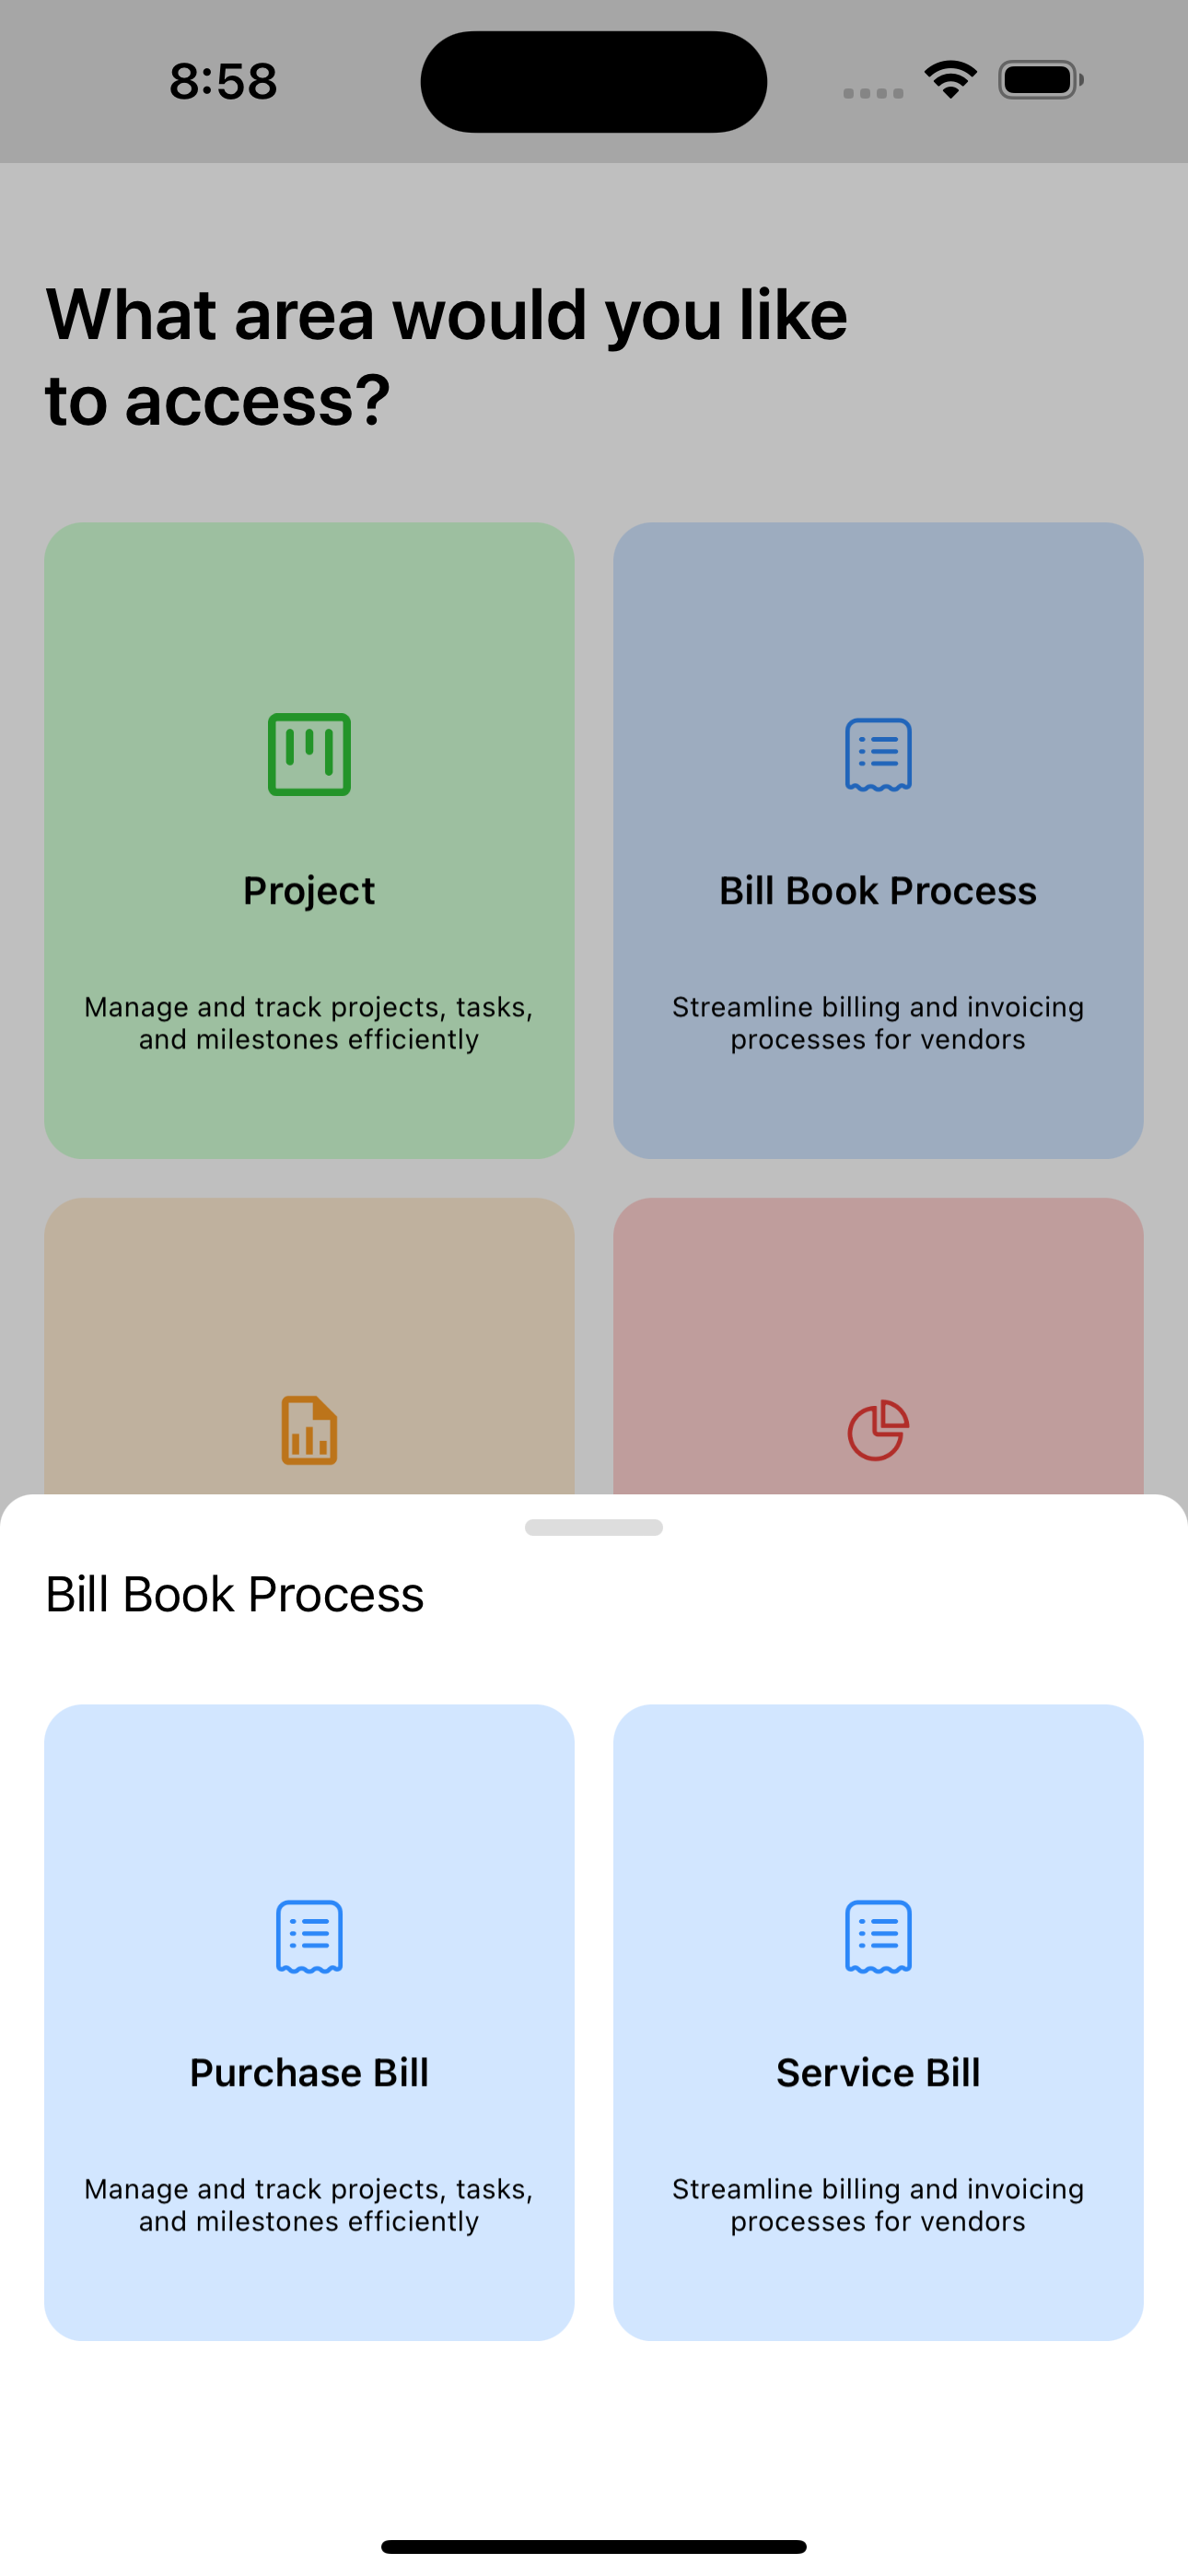 8:58
What area would you like
to access?
Project
Manage and track projects, tasks,
and milestones efficiently
Bill Book Process
Streamline billing and invoicing
processes for vendors
Bill Book Process
Purchase Bill
Manage and track projects, tasks,
and milestones efficiently
Service Bill
Streamline billing and invoicing
processes for vendors